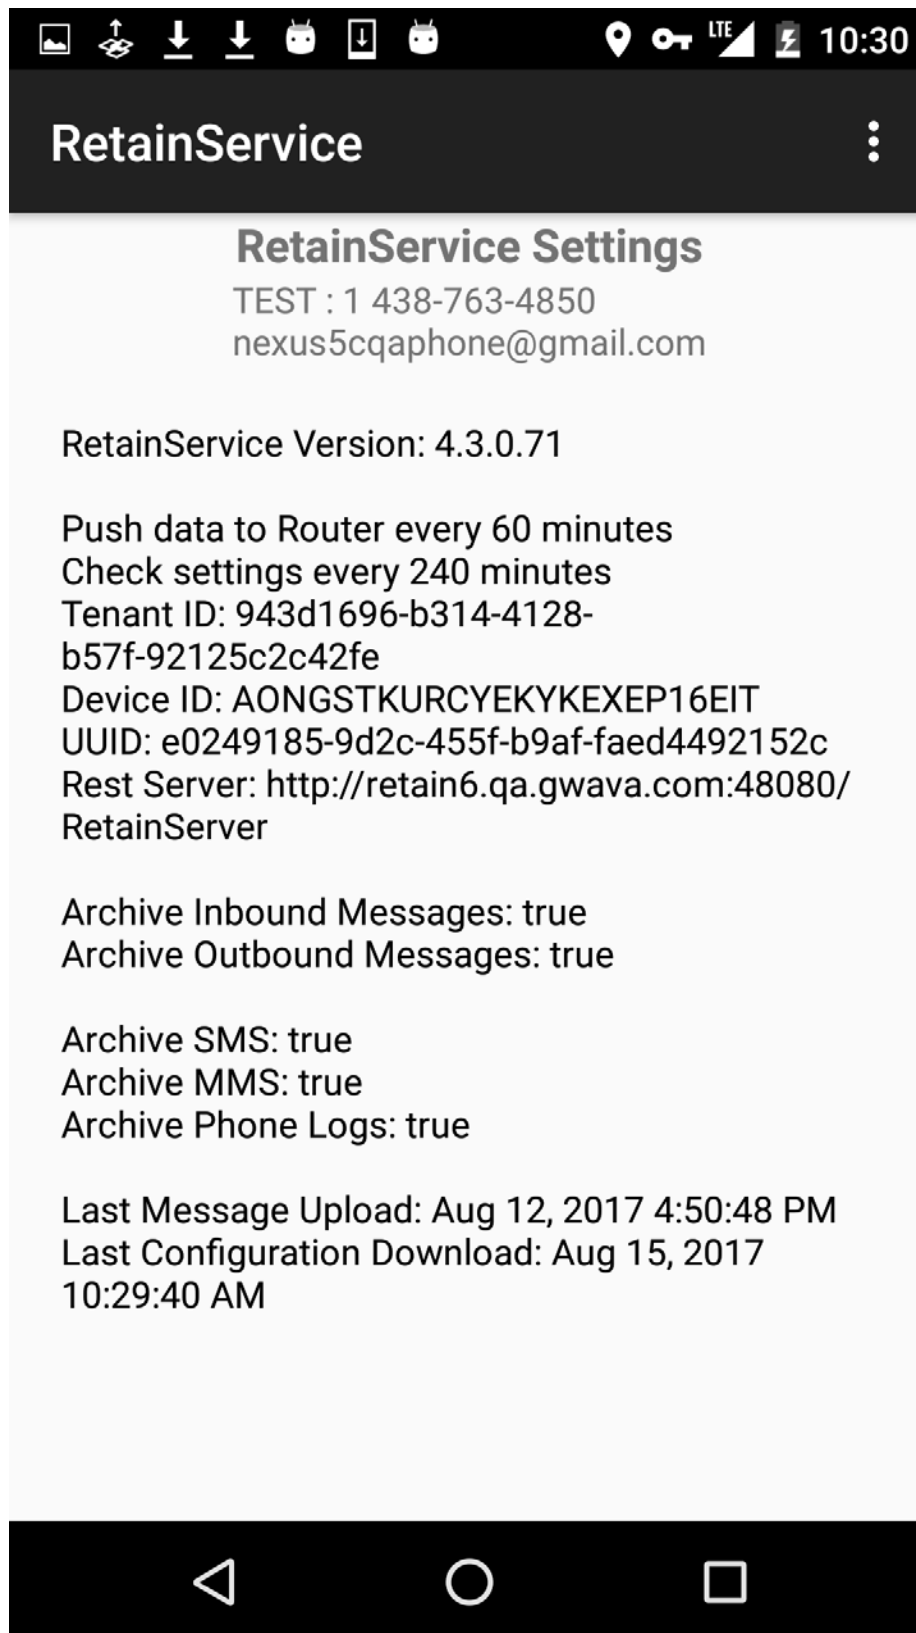 LTE 10:30
RetainService
RetainService Settings
TEST : 1 438-763-4850
nexus5cqaphone@gmail.com
RetainService Version: 4.3.0.71
Push data to Router every 60 minutes
Check settings every 240 minutes
Tenant ID: 943d1696-b314-4128-
b57f-92125c2c42fe
Device ID: AONGSTKURCYEKYKEXEP16EIT
UUID: e0249185-9d2c-455f-b9af-faed4492152c
Rest Server: http://retain6.qa.gwava.com:48080/
RetainServer
Archive Inbound Messages: true
Archive Outbound Messages: true
Archive SMS: true
Archive MMS: true
Archive Phone Logs: true
Last Message Upload: Aug 12, 2017 4:50:48 PM
Last Configuration Download: Aug 15, 2017
10:29:40 AM